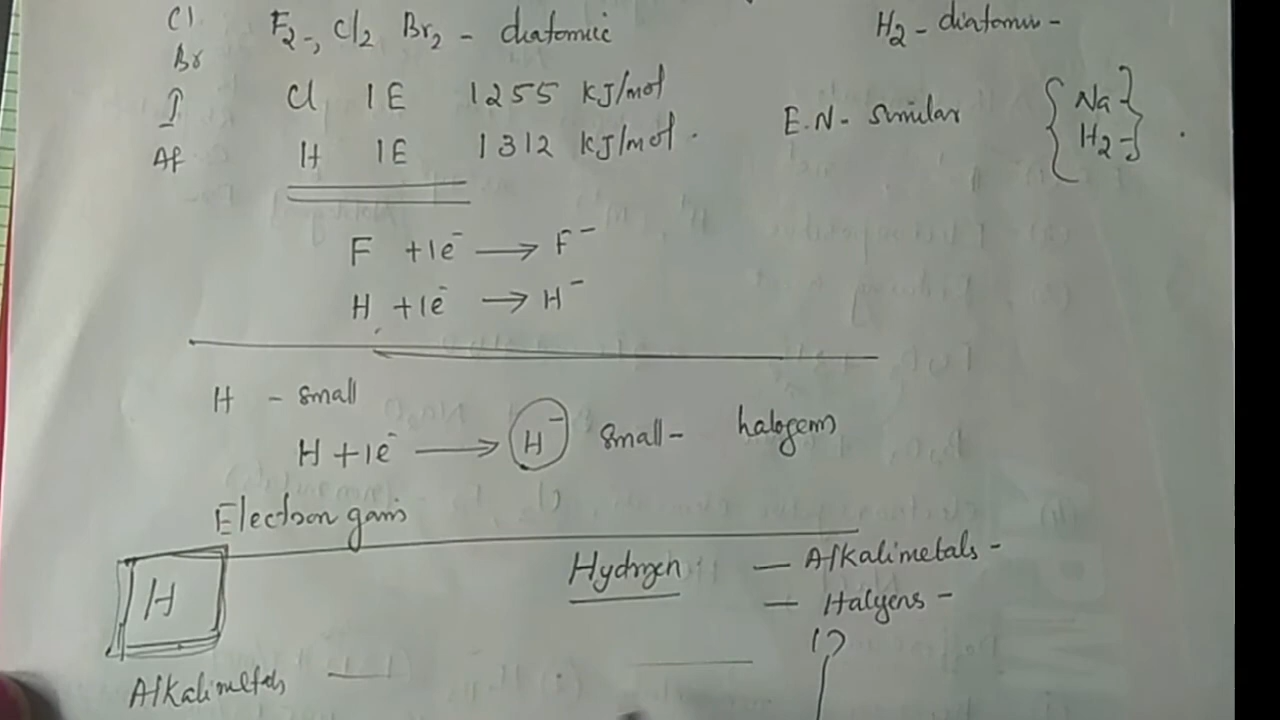 Cl F2-, Cl2 Br2 - diatomic H2 - diatomic -
Br
I Cl IE 1255 KJ/mol E.N - Similar { Na - }
At H IE 1312 KJ/mol . { H2 - } .
F + 1e⁻ → F⁻
H + 1e⁻ → H⁻
H - small
H + 1e⁻ → H⁻ small - halogens
Electron gain
H Hydrogen — Alkalimetals -
— Halgens -
Alkalimetals —